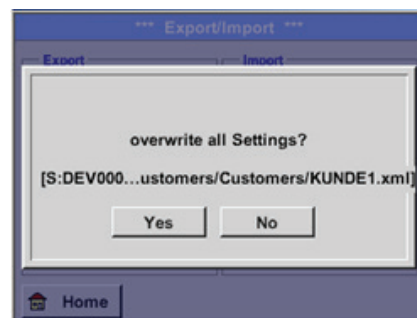 *** Export/Import ***
Export Import
overwrite all Settings?
[S:DEV000...ustomers/Customers/KUNDE1.xml]
Yes No
Home